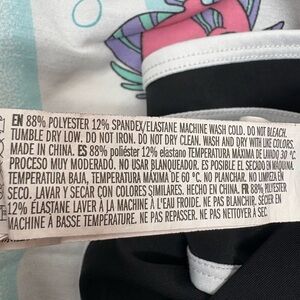 EN 88% POLYESTER 12% SPANDEX/ELASTANE MACHINE WASH COLD. DO NOT BLEACH.
TUMBLE DRY LOW. DO NOT IRON. DO NOT DRY CLEAN. WASH AND DRY WITH LIKE COLORS.
MADE IN CHINA. ES 88% poliéster 12% elastano TEMPERATURA MÁXIMA DE LAVADO 30 °C.
PROCESO MUY MODERADO. NO USAR BLANQUEADOR. ES POSIBLE EL SECADO EN MÁQUINA,
TEMPERATURA BAJA, TEMPERATURA MÁXIMA DE 60 °C. NO PLANCHAR. NO LIMPIAR EN
SECO. LAVAR Y SECAR CON COLORES SIMILARES. HECHO EN CHINA. FR 88% POLYESTER
12% ÉLASTANE LAVER À LA MACHINE À L'EAU FROIDE. NE PAS BLANCHIR. SÉCHER EN
MACHINE À BASSE TEMPÉRATURE. NE PAS REPASSER. NE PAS NETTOYER À SEC.